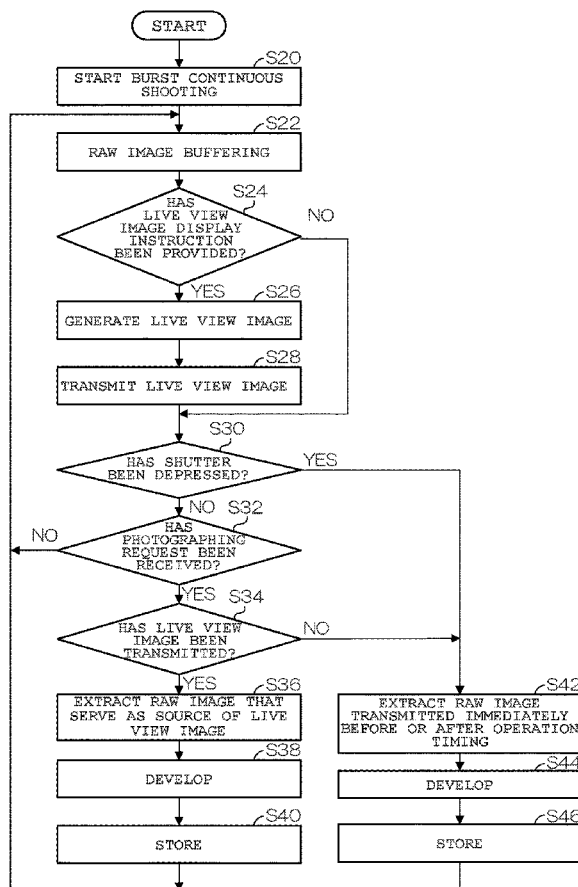 START
S20
START BURST CONTINUOUS
SHOOTING
S22
RAW IMAGE BUFFERING
S24
HAS
LIVE VIEW
IMAGE DISPLAY
INSTRUCTION
BEEN PROVIDED?
NO
YES
S26
GENERATE LIVE VIEW IMAGE
S28
TRANSMIT LIVE VIEW IMAGE
S30
HAS SHUTTER
BEEN DEPRESSED?
YES
NO
S32
HAS
PHOTOGRAPHING
REQUEST BEEN
RECEIVED?
NO
YES
S34
HAS LIVE VIEW
IMAGE BEEN
TRANSMITTED?
NO
YES
S36
EXTRACT RAW IMAGE THAT
SERVE AS SOURCE OF LIVE
VIEW IMAGE
S38
DEVELOP
S40
STORE
S42
EXTRACT RAW IMAGE
TRANSMITTED IMMEDIATELY
BEFORE OR AFTER OPERATION
TIMING
S44
DEVELOP
S46
STORE